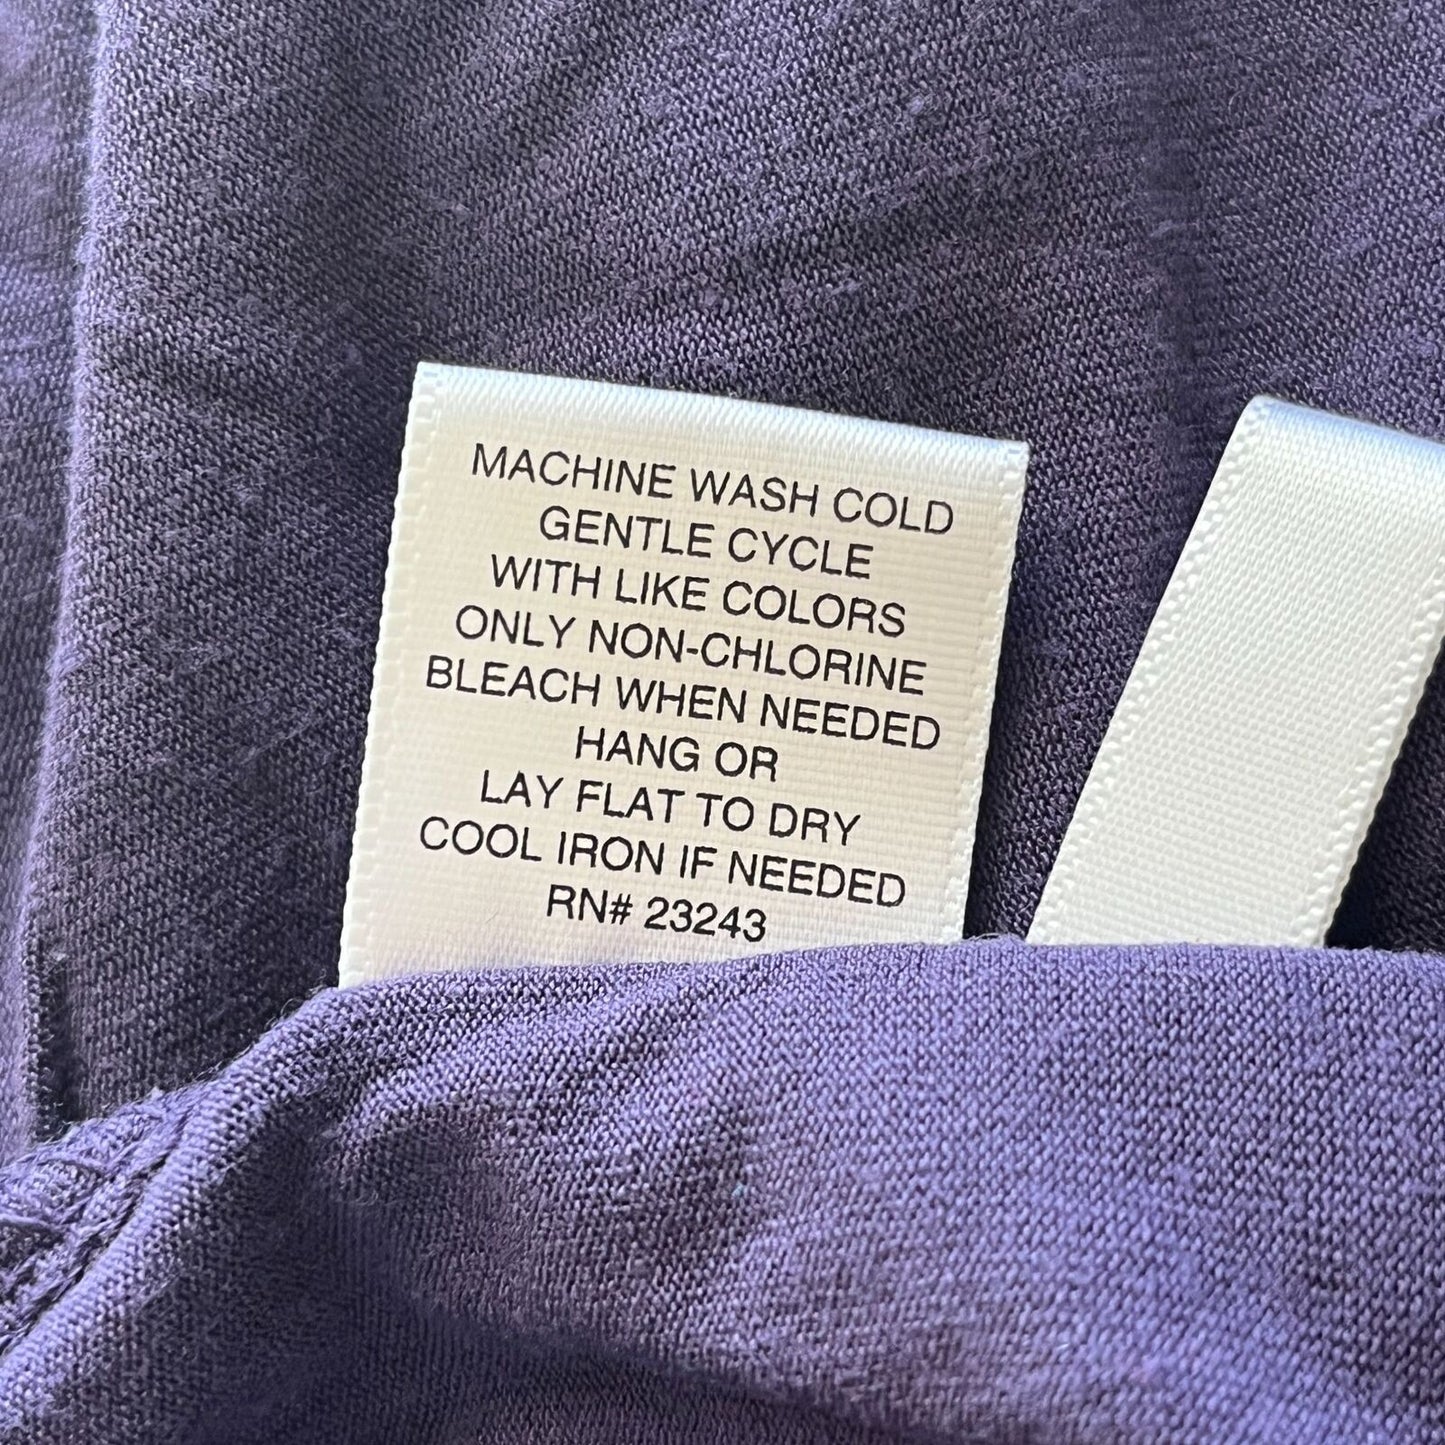 MACHINE WASH COLD
GENTLE CYCLE
WITH LIKE COLORS
ONLY NON-CHLORINE
BLEACH WHEN NEEDED
HANG OR
LAY FLAT TO DRY
COOL IRON IF NEEDED
RN# 23243